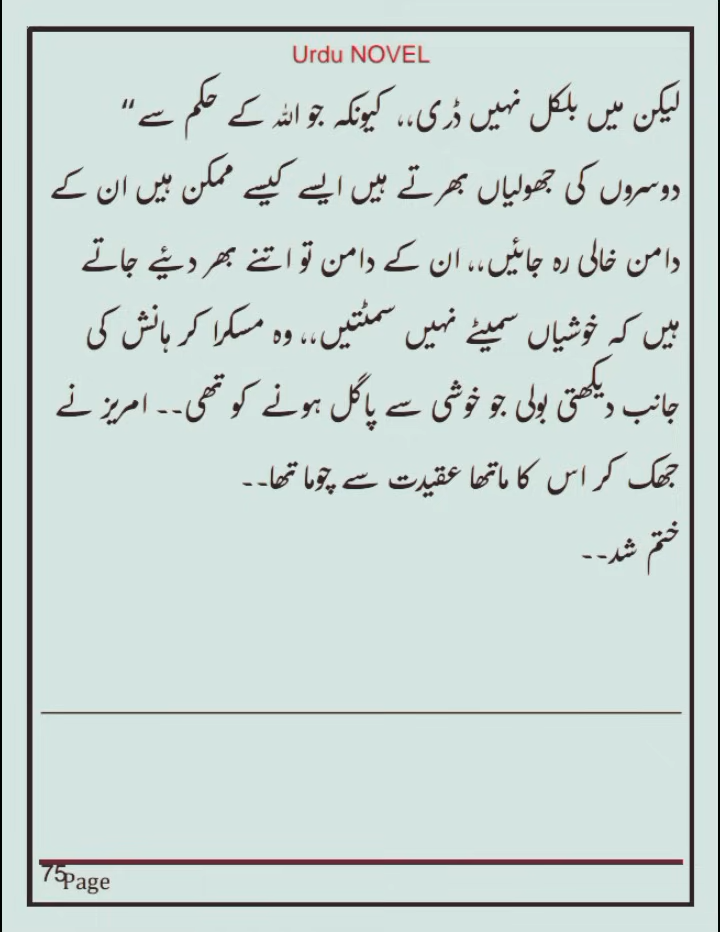 Urdu NOVEL
لیکن میں بلکل نہیں ڈری،، کیونکہ جو اللہ کے حکم سے “
دوسروں کی جھولیاں بھرتے ہیں ایسے کیسے ممکن ہیں ان کے
دامن خالی رہ جائیں،، ان کے دامن تو اتنے بھر دئیے جاتے
ہیں کہ خوشیاں سمیٹے نہیں سمٹتیں،، وہ مسکرا کر ہانش کی
جانب دیکھتی بولی جو خوشی سے پاگل ہونے کو تھی-- امریز نے
جھک کر اس کا ماتھا عقیدت سے چوما تھا--
ختم شد--
75Page